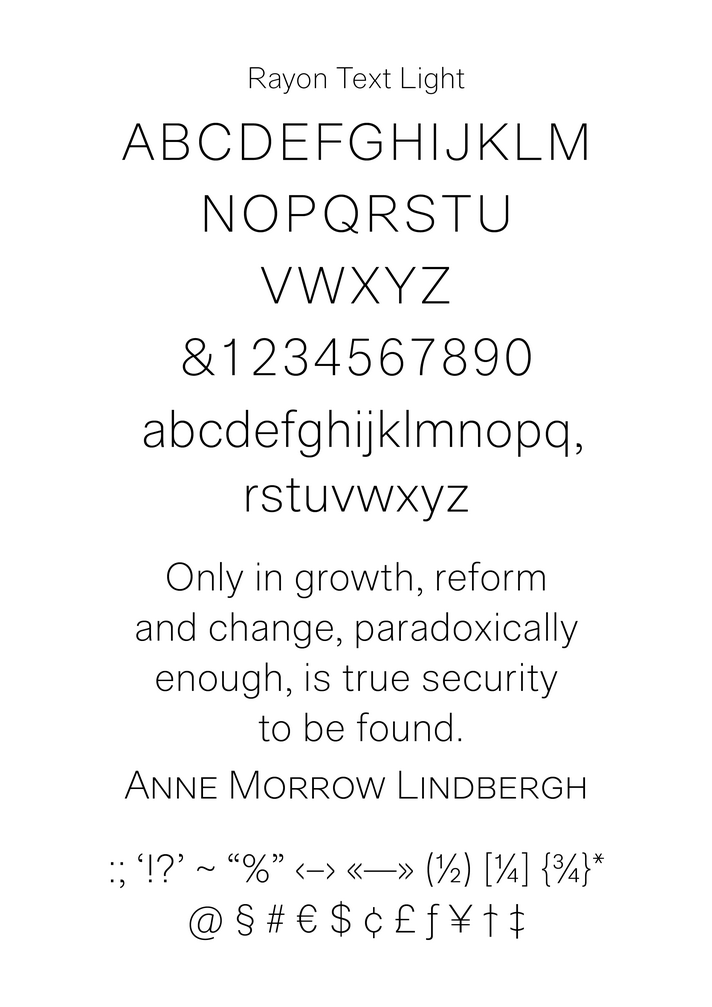 Rayon Text Light
ABCDEFGHIJKLM
NOPQRSTU
VWXYZ
&1234567890
abcdefghijklmnopq,
rstuvwxyz
Only in growth, reform
and change, paradoxically
enough, is true security
to be found.
Anne Morrow Lindbergh
:; ‘!?’ ~ “%” ‹–› «—» (½) [¼] {¾}*
@ § # € $ ¢ £ ƒ ¥ † ‡